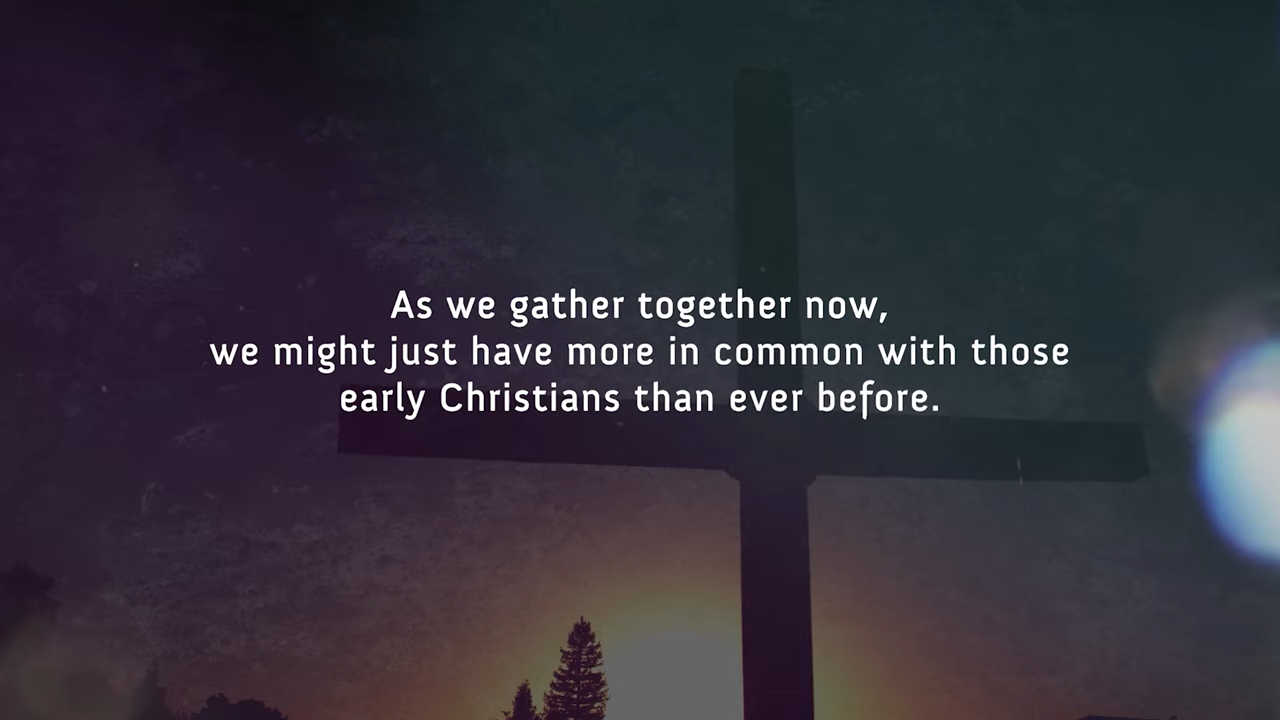 As we gather together now,
we might just have more in common with those
early Christians than ever before.